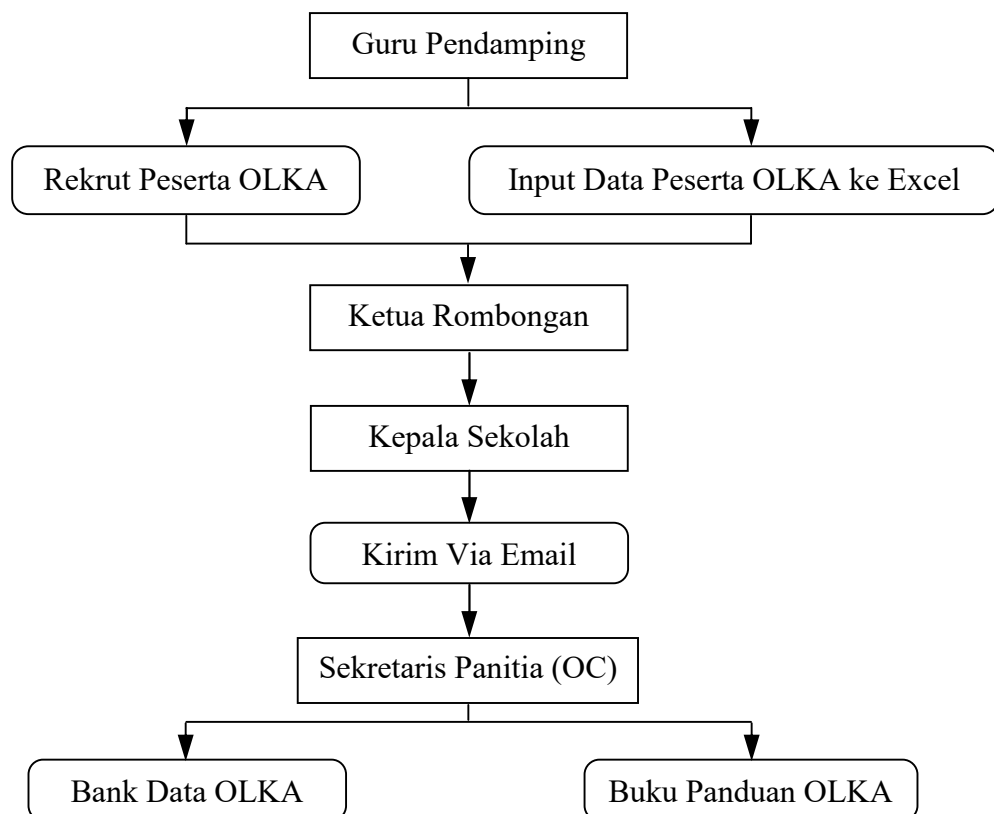 Guru Pendamping
Rekrut Peserta OLKA
Input Data Peserta OLKA ke Excel
Ketua Rombongan
Kepala Sekolah
Kirim Via Email
Sekretaris Panitia (OC)
Bank Data OLKA
Buku Panduan OLKA